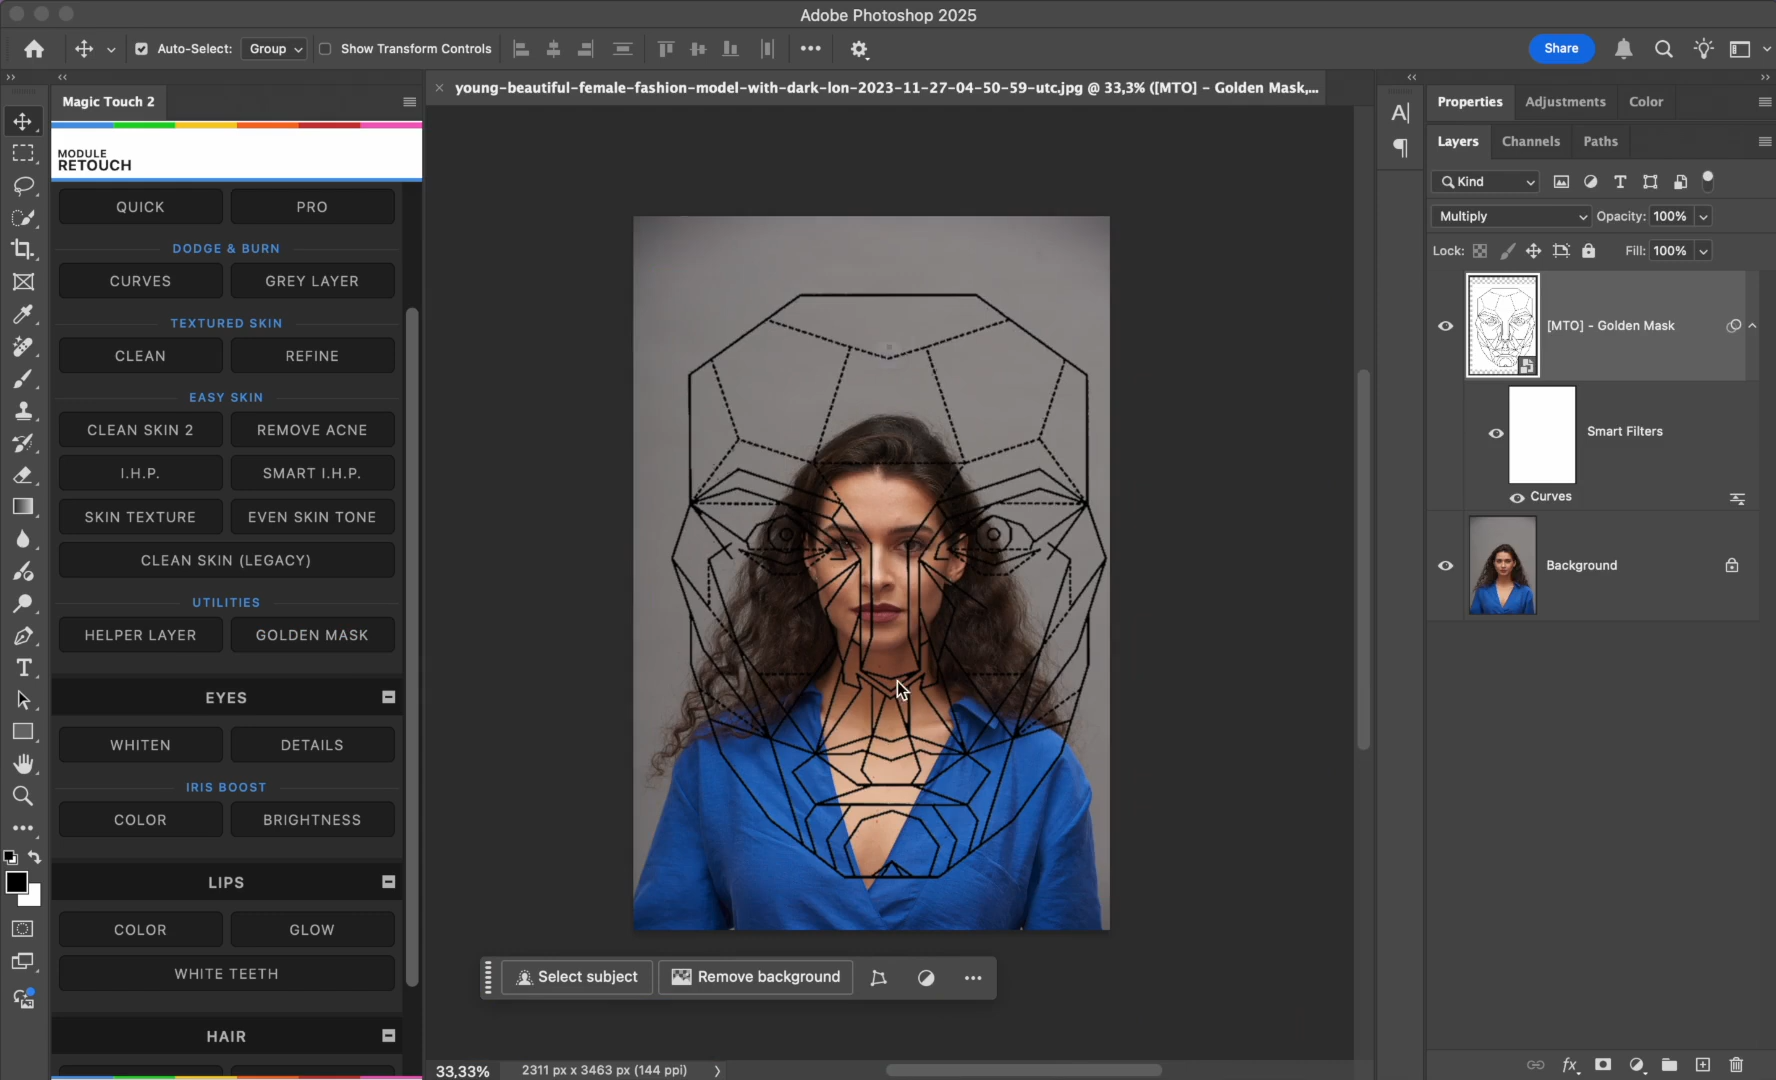 Adobe Photoshop 2025
Auto-Select: Group Show Transform Controls Share
Magic Touch 2
young-beautiful-female-fashion-model-with-dark-lon-2023-11-27-04-50-59-utc.jpg @ 33,3% ([MTO] - Golden Mask,...
MODULE
RETOUCH
QUICK PRO
DODGE & BURN
CURVES GREY LAYER
TEXTURED SKIN
CLEAN REFINE
EASY SKIN
CLEAN SKIN 2 REMOVE ACNE
I.H.P. SMART I.H.P.
SKIN TEXTURE EVEN SKIN TONE
CLEAN SKIN (LEGACY)
UTILITIES
HELPER LAYER GOLDEN MASK
EYES
WHITEN DETAILS
IRIS BOOST
COLOR BRIGHTNESS
LIPS
COLOR GLOW
WHITE TEETH
HAIR
Select subject Remove background
33,33% 2311 px x 3463 px (144 ppi)
Properties Adjustments Color
Layers Channels Paths
Kind
Multiply Opacity: 100%
Lock: Fill: 100%
[MTO] - Golden Mask
Smart Filters
Curves
Background